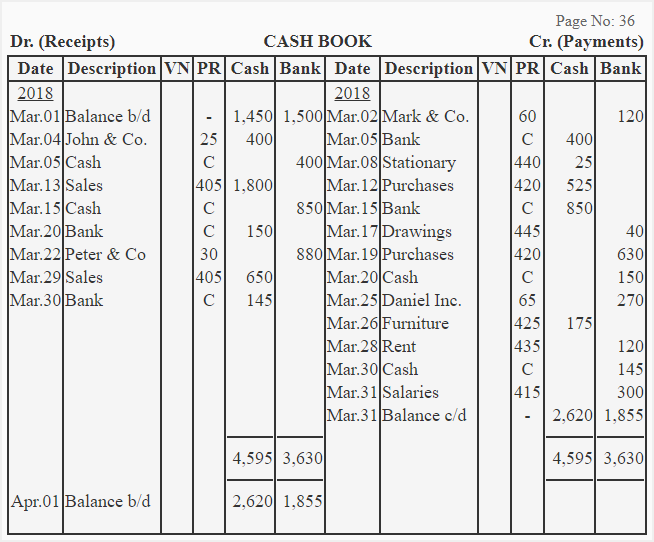 Page No: 36
Dr. (Receipts) CASH BOOK Cr. (Payments)
Date Description VN PR Cash Bank Date Description VN PR Cash Bank
2018 2018
Mar.01 Balance b/d - 1,450 1,500 Mar.02 Mark & Co. 60 120
Mar.04 John & Co. 25 400 Mar.05 Bank C 400
Mar.05 Cash C 400 Mar.08 Stationary 440 25
Mar.13 Sales 405 1,800 Mar.12 Purchases 420 525
Mar.15 Cash C 850 Mar.15 Bank C 850
Mar.20 Bank C 150 Mar.17 Drawings 445 40
Mar.22 Peter & Co 30 880 Mar.19 Purchases 420 630
Mar.29 Sales 405 650 Mar.20 Cash C 150
Mar.30 Bank C 145 Mar.25 Daniel Inc. 65 270
Mar.26 Furniture 425 175
Mar.28 Rent 435 120
Mar.30 Cash C 145
Mar.31 Salaries 415 300
Mar.31 Balance c/d - 2,620 1,855
4,595 3,630 4,595 3,630
Apr.01 Balance b/d 2,620 1,855